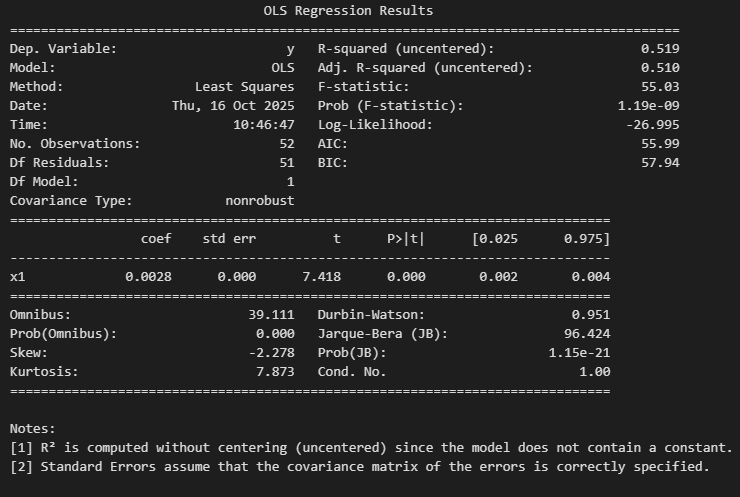 OLS Regression Results
==============================================================================
Dep. Variable: y R-squared (uncentered): 0.519
Model: OLS Adj. R-squared (uncentered): 0.510
Method: Least Squares F-statistic: 55.03
Date: Thu, 16 Oct 2025 Prob (F-statistic): 1.19e-09
Time: 10:46:47 Log-Likelihood: -26.995
No. Observations: 52 AIC: 55.99
Df Residuals: 51 BIC: 57.94
Df Model: 1
Covariance Type: nonrobust
==============================================================================
coef std err t P>|t| [0.025 0.975]
------------------------------------------------------------------------------
x1 0.0028 0.000 7.418 0.000 0.002 0.004
==============================================================================
Omnibus: 39.111 Durbin-Watson: 0.951
Prob(Omnibus): 0.000 Jarque-Bera (JB): 96.424
Skew: -2.278 Prob(JB): 1.15e-21
Kurtosis: 7.873 Cond. No. 1.00
==============================================================================
Notes:
[1] R² is computed without centering (uncentered) since the model does not contain a constant.
[2] Standard Errors assume that the covariance matrix of the errors is correctly specified.